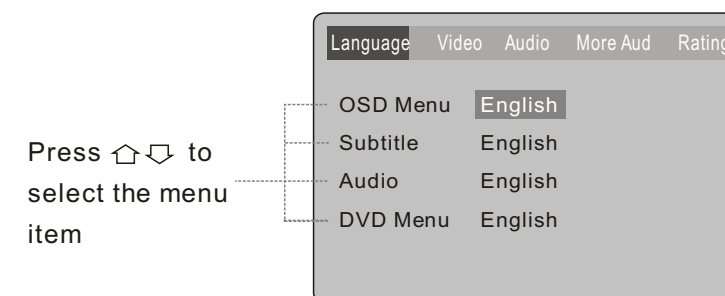 Language Video Audio More Aud Rating
OSD Menu English
Subtitle English
Audio English
DVD Menu English
Press ⇧ ⇩ to
select the menu
item